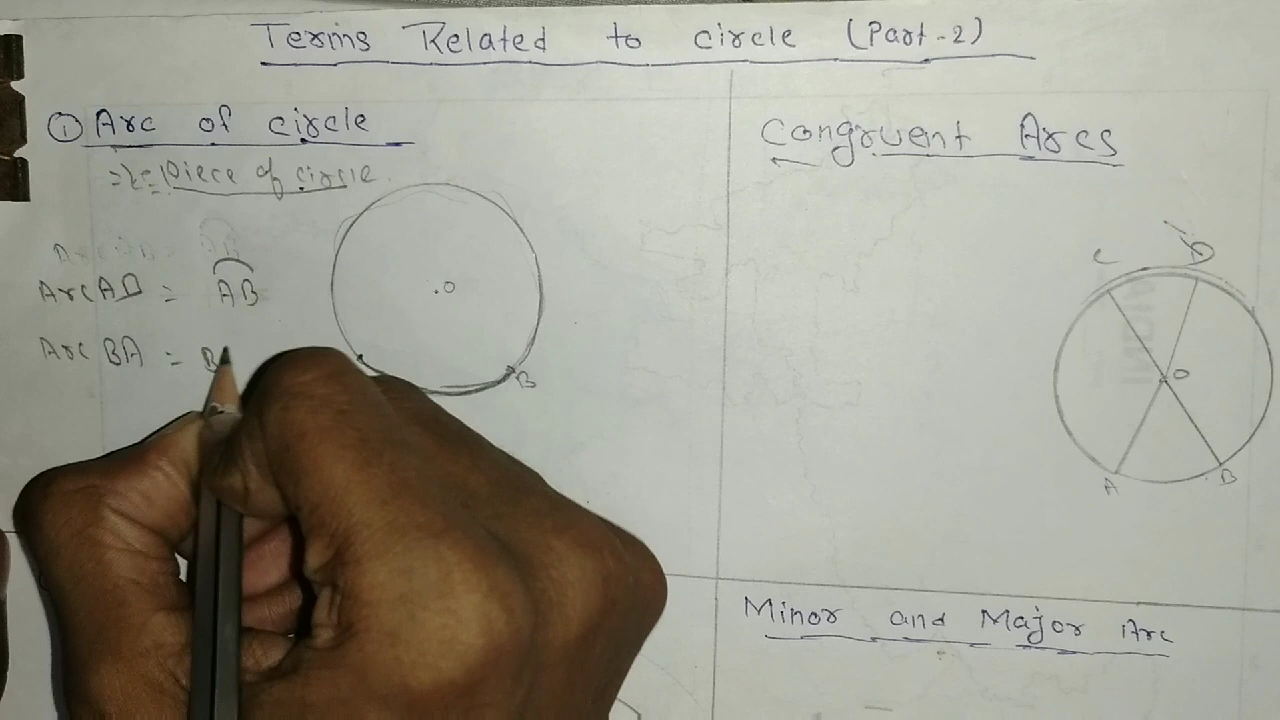 Terms Related to circle (Part-2)
① Arc of circle
Piece of circle
Arc AB = AB
Arc BA = B
.O
B
Congruent Arcs
C D
O
A B
Minor and Major Arc